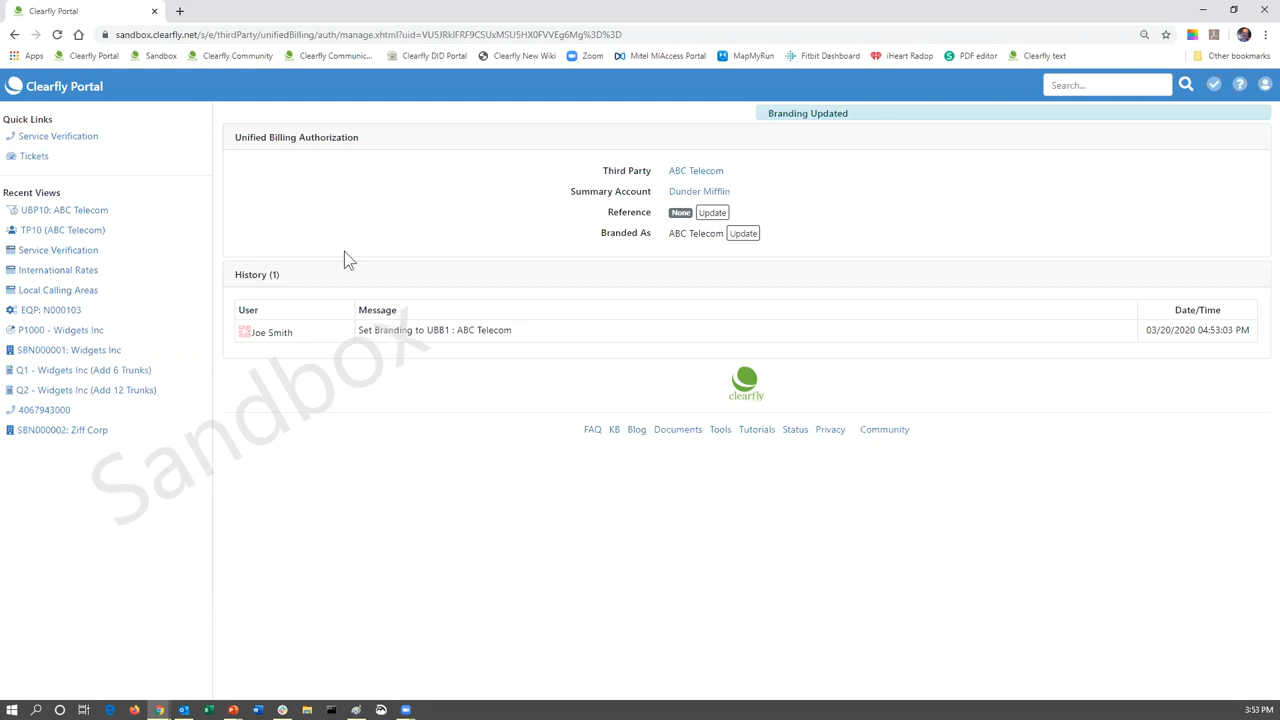 Clearfly Portal
sandbox.clearfly.net/s/e/thirdParty/unifiedBilling/auth/manage.xhtml?uid=VU5JRklFRF9CSUxMSU5HX0FVVEg6Mg%3D%3D
Apps Clearfly Portal Sandbox Clearfly Community Clearfly Communic... Clearfly DID Portal Clearfly New Wiki Zoom Mitel MiAccess Portal MapMyRun Fitbit Dashboard iHeart Radop PDF editor Clearfly text Other bookmarks
Clearfly Portal Search...
Branding Updated
Quick Links
Service Verification
Tickets
Recent Views
UBP10: ABC Telecom
TP10 (ABC Telecom)
Service Verification
International Rates
Local Calling Areas
EQP: N000103
P1000 - Widgets Inc
SBN000001: Widgets Inc
Q1 - Widgets Inc (Add 6 Trunks)
Q2 - Widgets Inc (Add 12 Trunks)
4067943000
SBN000002: Ziff Corp
Unified Billing Authorization
Third Party ABC Telecom
Summary Account Dunder Mifflin
Reference None Update
Branded As ABC Telecom Update
History (1)
User Message Date/Time
Joe Smith Set Branding to UBB1 : ABC Telecom 03/20/2020 04:53:03 PM
Sandbox
clearfly
FAQ KB Blog Documents Tools Tutorials Status Privacy Community
3:53 PM